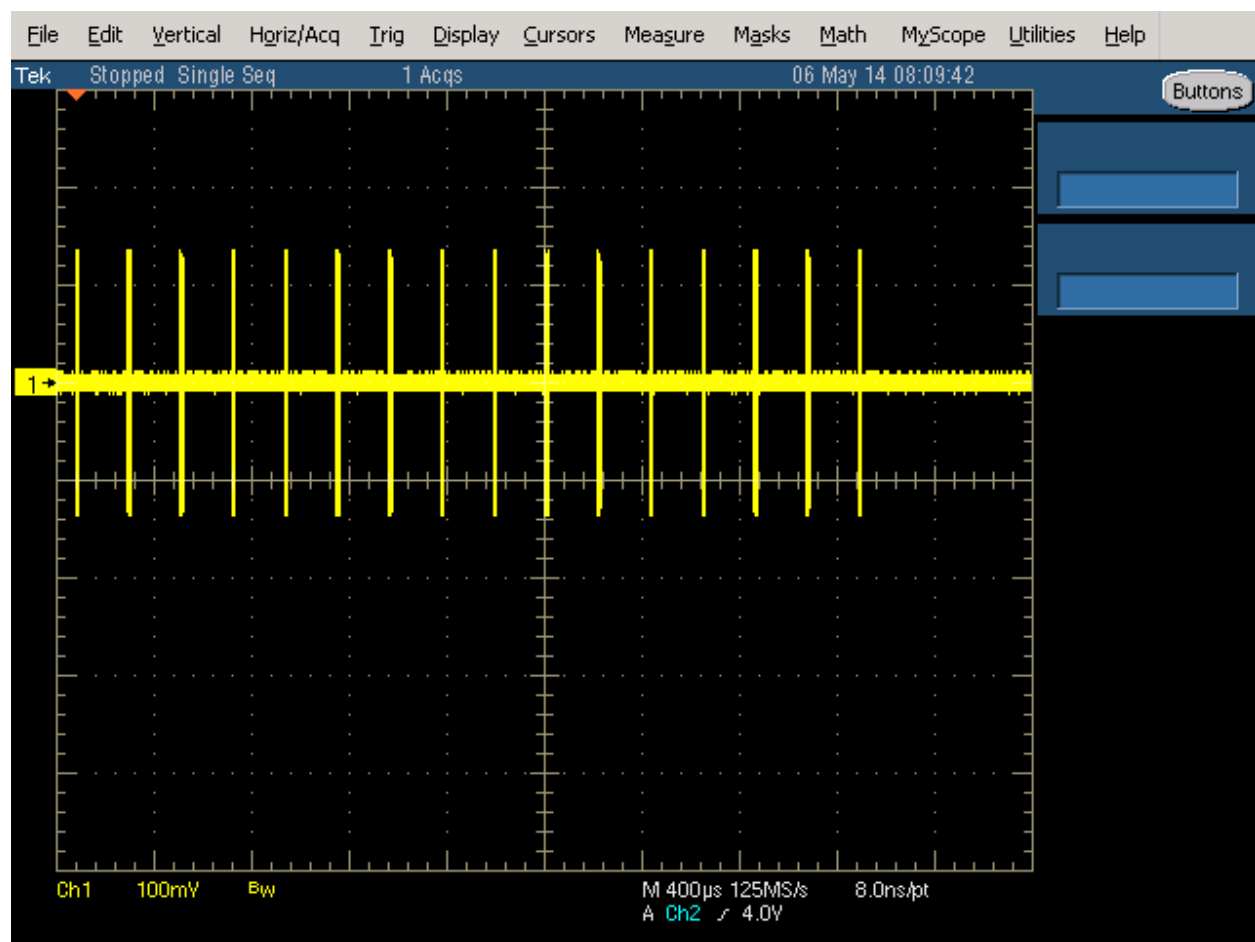 File Edit Vertical Horiz/Acq Trig Display Cursors Measure Masks Math MyScope Utilities Help
Tek Stopped Single Seq 1 Acqs 06 May 14 08:09:42 Buttons
1
Ch1 100mV BW M 400µs 125MS/s 8.0ns/pt
A Ch2 4.0V